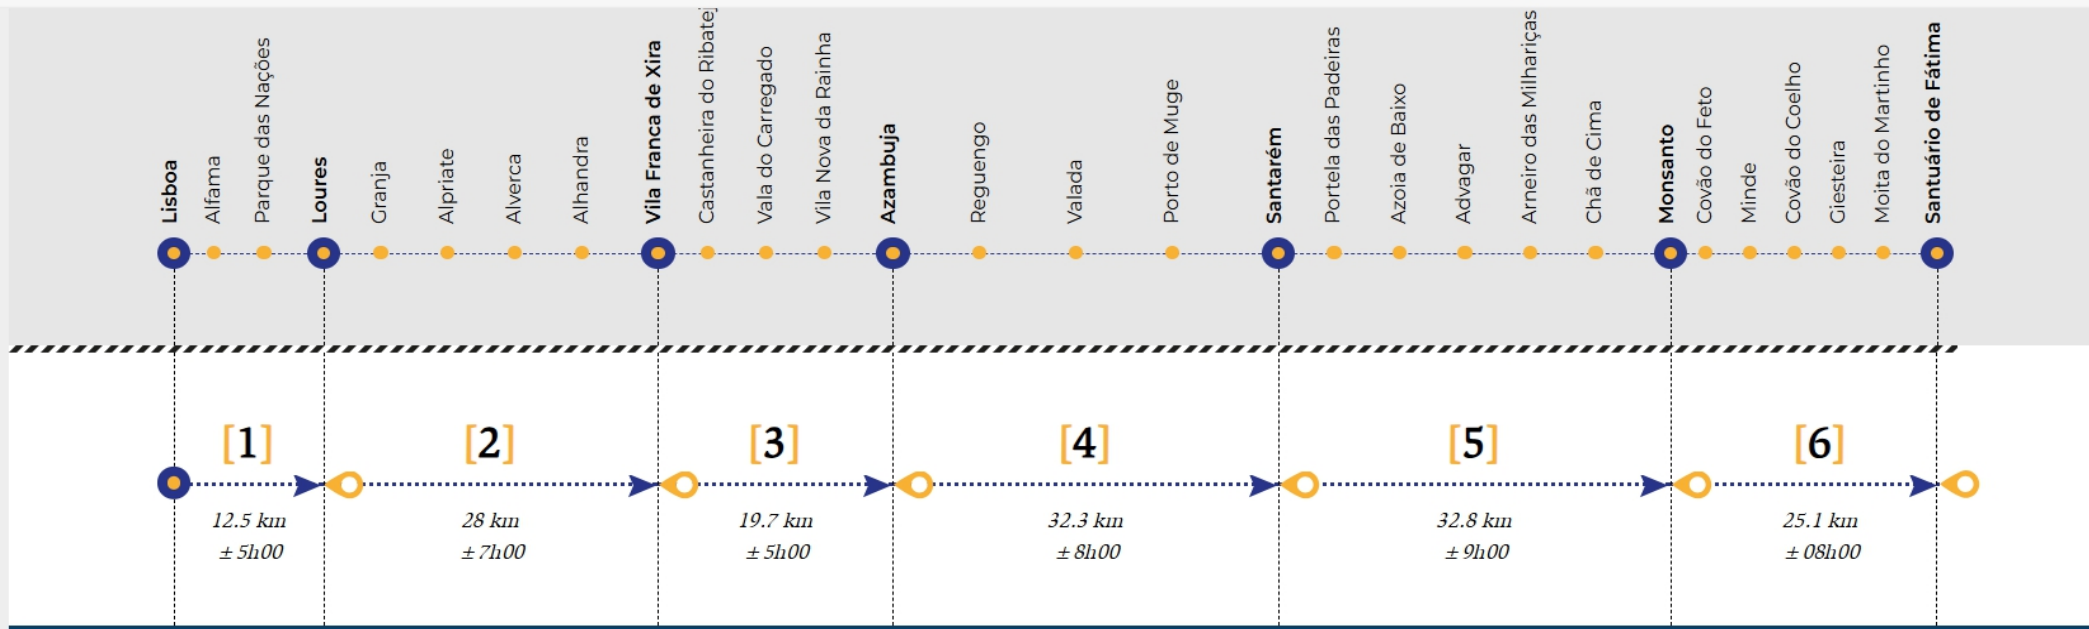 Lisboa
Alfama
Parque das Nações
Loures
Granja
Alpriate
Alverca
Alhandra
Vila Franca de Xira
Castanheira do Ribatej
Vala do Carregado
Vila Nova da Rainha
Azambuja
Reguengo
Valada
Porto de Muge
Santarém
Portela das Padeiras
Azoia de Baixo
Advagar
Arneiro das Milhariças
Chã de Cima
Monsanto
Covão do Feto
Minde
Covão do Coelho
Giesteira
Moita do Martinho
Santuário de Fátima
[1]
12.5 km
± 5h00
[2]
28 km
± 7h00
[3]
19.7 km
± 5h00
[4]
32.3 km
± 8h00
[5]
32.8 km
± 9h00
[6]
25.1 km
± 08h00